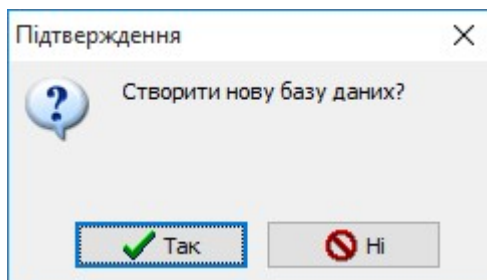 Підтвердження
Створити нову базу даних?
Так
Ні